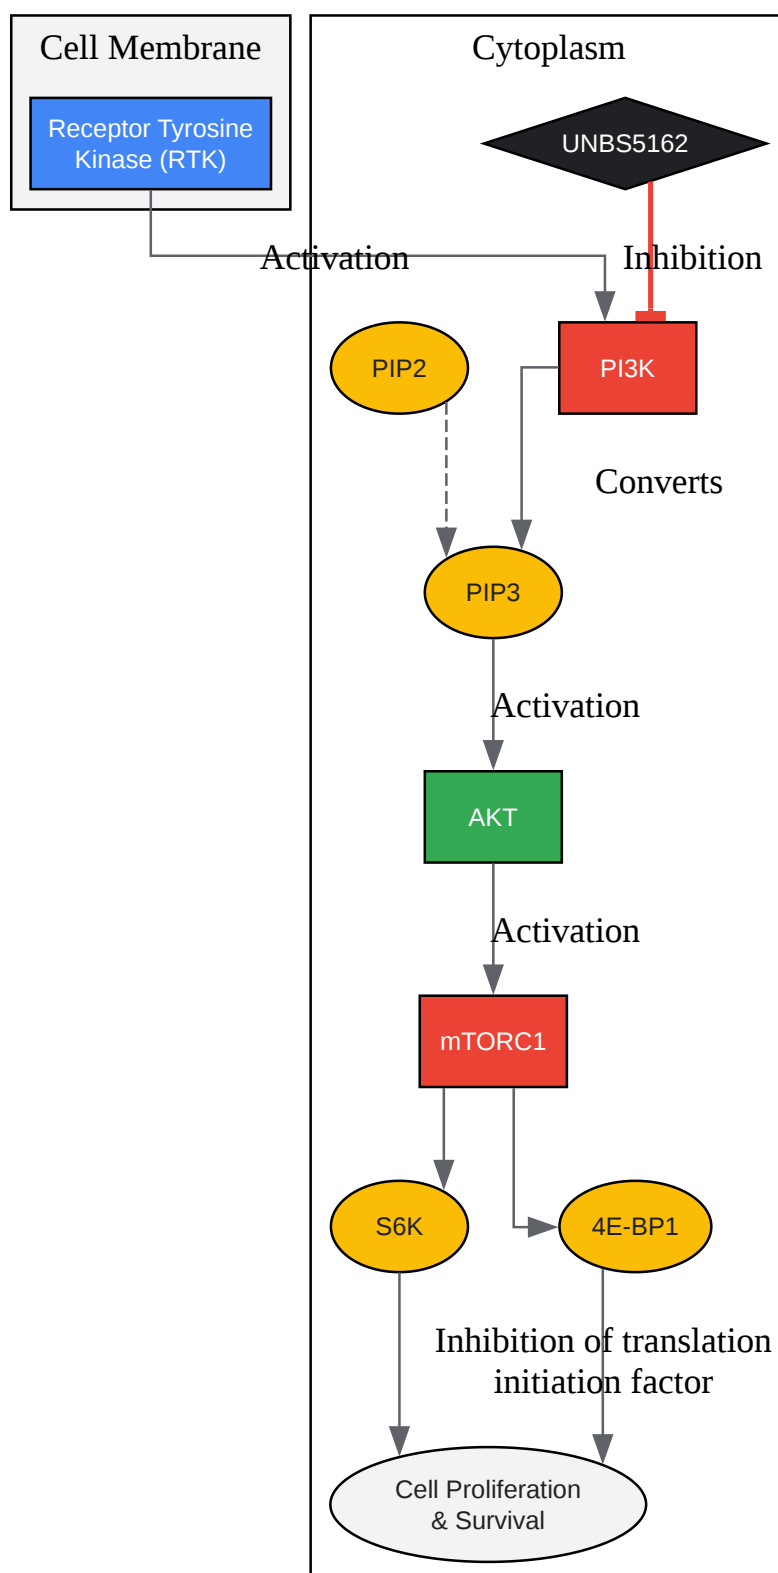 Cell Membrane
Cytoplasm
Receptor Tyrosine
Kinase (RTK)
UNBS5162
Activation
Inhibition
PIP2
PI3K
Converts
PIP3
Activation
AKT
Activation
mTORC1
S6K
4E-BP1
Inhibition of translation
initiation factor
Cell Proliferation
& Survival